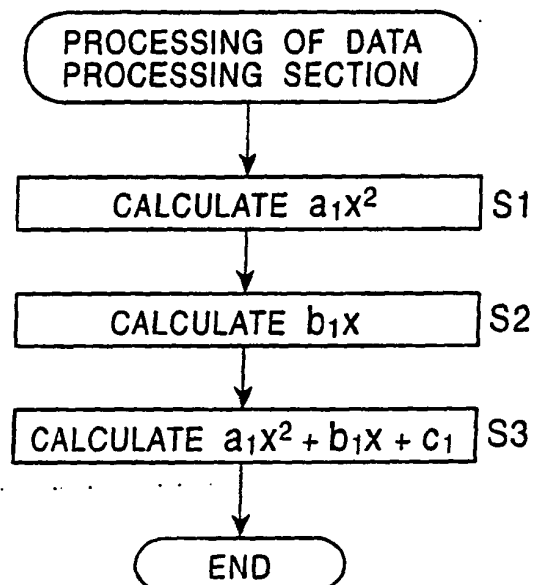 PROCESSING OF DATA
PROCESSING SECTION
CALCULATE a₁x² S1
CALCULATE b₁x S2
CALCULATE a₁x² + b₁x + c₁ S3
END